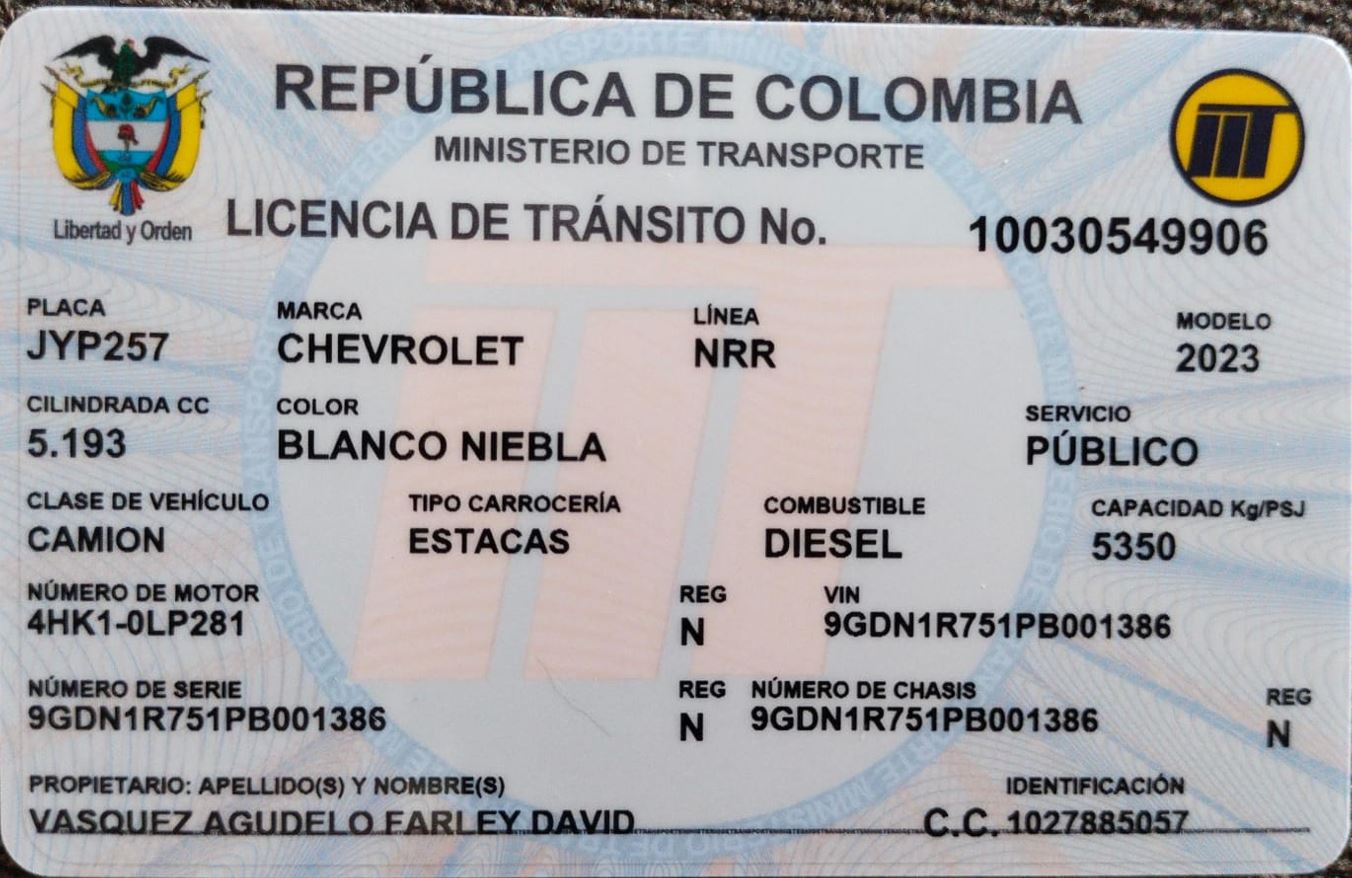 REPÚBLICA DE COLOMBIA
MINISTERIO DE TRANSPORTE
Libertad y Orden
LICENCIA DE TRÁNSITO No. 10030549906
PLACA MARCA LÍNEA MODELO
JYP257 CHEVROLET NRR 2023
CILINDRADA CC COLOR SERVICIO
5.193 BLANCO NIEBLA PÚBLICO
CLASE DE VEHÍCULO TIPO CARROCERÍA COMBUSTIBLE CAPACIDAD Kg/PSJ
CAMION ESTACAS DIESEL 5350
NÚMERO DE MOTOR REG VIN
4HK1-0LP281 N 9GDN1R751PB001386
NÚMERO DE SERIE REG NÚMERO DE CHASIS REG
9GDN1R751PB001386 N 9GDN1R751PB001386 N
PROPIETARIO: APELLIDO(S) Y NOMBRE(S) IDENTIFICACIÓN
VASQUEZ AGUDELO FARLEY DAVID C.C. 1027885057